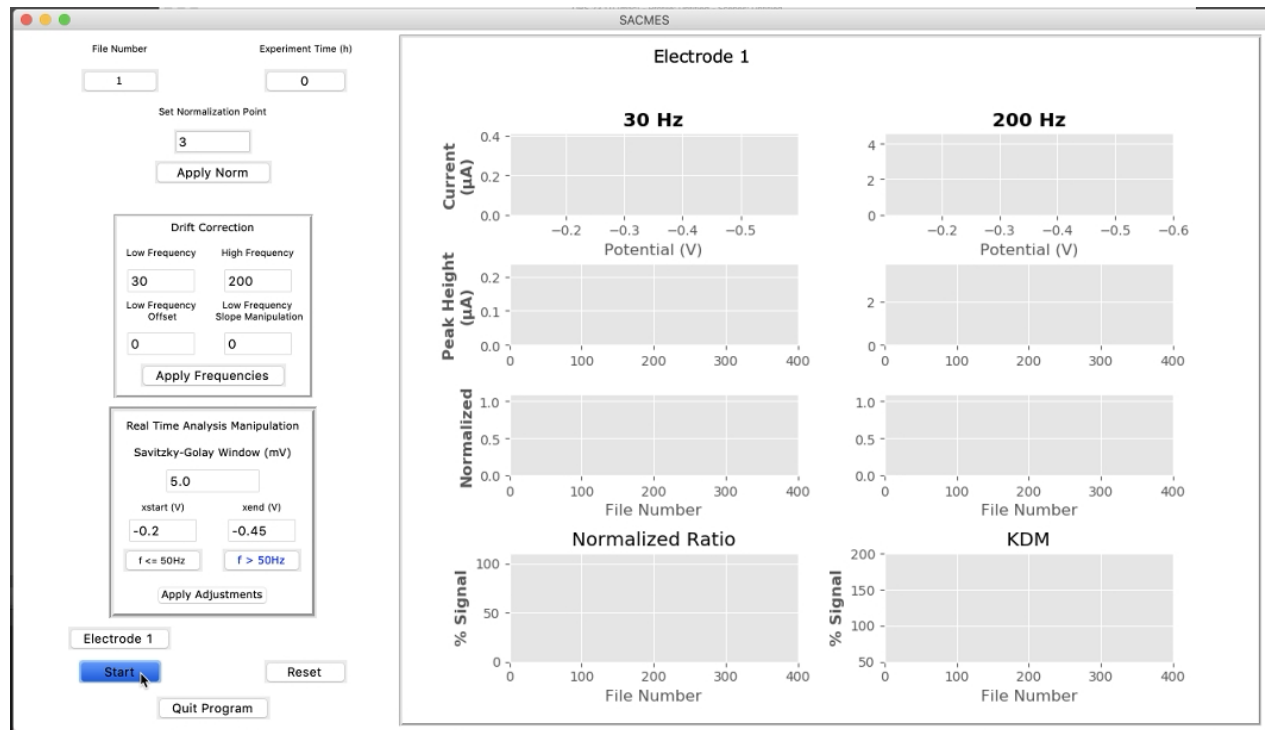 SACMES
File Number
Experiment Time (h)
1
0
Set Normalization Point
3
Apply Norm
Drift Correction
Low Frequency
High Frequency
30
200
Low Frequency
Offset
Low Frequency
Slope Manipulation
0
0
Apply Frequencies
Real Time Analysis Manipulation
Savitzky-Golay Window (mV)
5.0
xstart (V)
xend (V)
-0.2
-0.45
f <= 50Hz
f > 50Hz
Apply Adjustments
Electrode 1
Start
Reset
Quit Program
Electrode 1
30 Hz
Current
(µA)
0.4
0.2
0.0
−0.2 −0.3 −0.4 −0.5
Potential (V)
200 Hz
4
2
0
−0.2 −0.3 −0.4 −0.5 −0.6
Potential (V)
Peak Height
(µA)
0.2
0.1
0.0
0 100 200 300 400
2
0
0 100 200 300 400
Normalized
1.0
0.5
0.0
0 100 200 300 400
File Number
1.0
0.5
0.0
0 100 200 300 400
File Number
Normalized Ratio
% Signal
100
50
0
0 100 200 300 400
File Number
KDM
% Signal
200
150
100
50
0 100 200 300 400
File Number